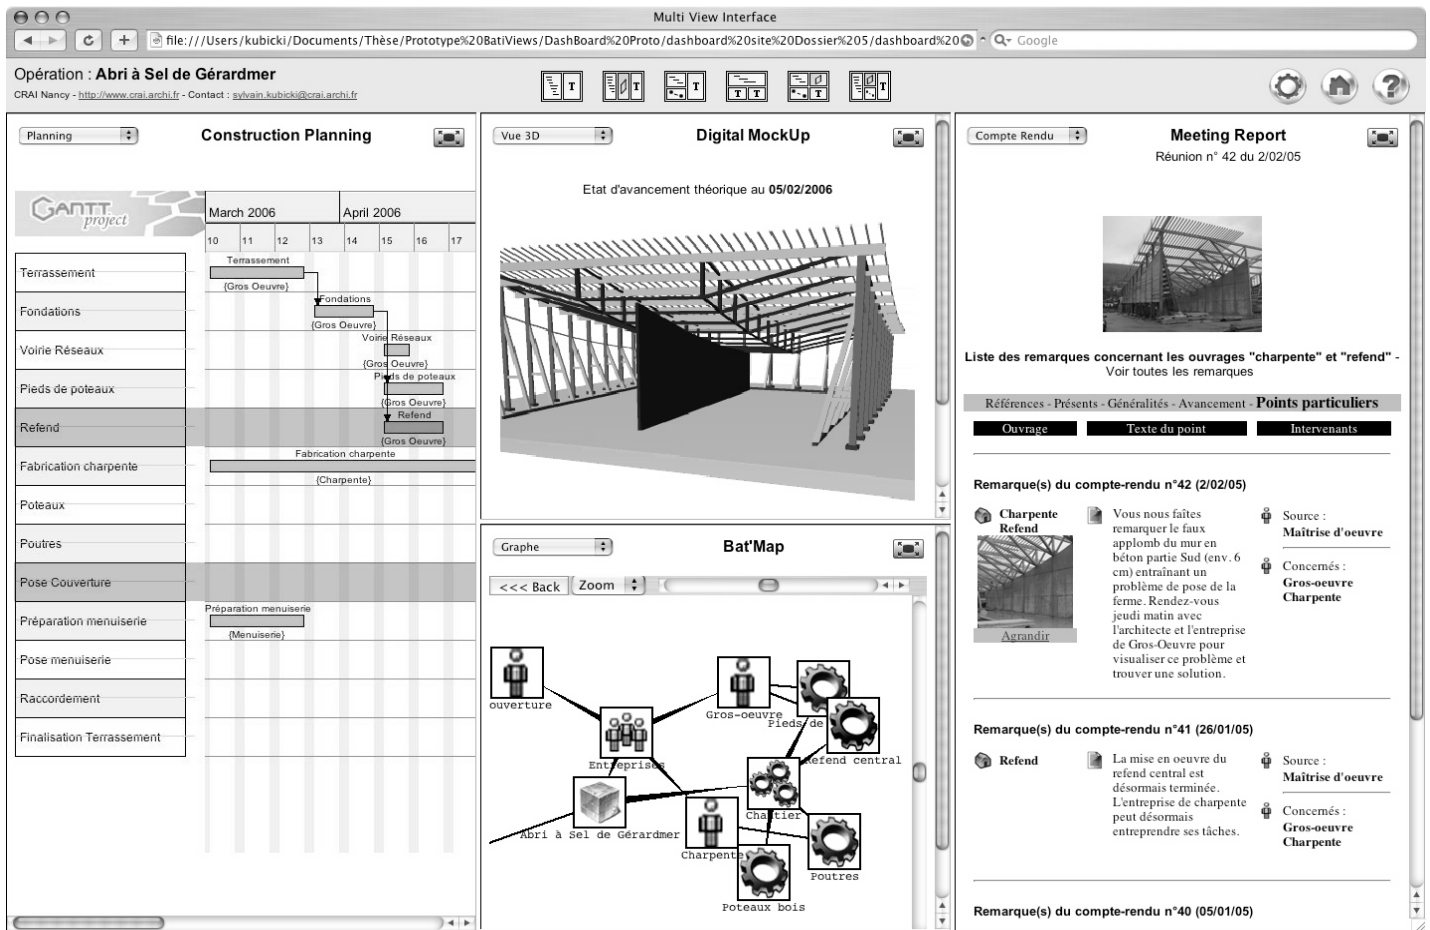 Multi View Interface
file:///Users/kubicki/Documents/Thèse/Prototype%20BatiViews/DashBoard%20Proto/dashboard%20site%20Dossier%205/dashboard%20
Google
Opération : Abri à Sel de Gérardmer
CRAI Nancy - http://www.crai.archi.fr - Contact : sylvain.kubicki@crai.archi.fr
T T T T T T T
Planning
Construction Planning
GANTT
project
March 2006
April 2006
10 11 12 13 14 15 16 17
Terrassement
Terrassement
{Gros Oeuvre}
Fondations
Fondations
{Gros Oeuvre}
Voirie Réseaux
Voirie Réseaux
{Gros Oeuvre}
Pieds de poteaux
Pieds de poteaux
{Gros Oeuvre}
Refend
Refend
{Gros Oeuvre}
Fabrication charpente
Fabrication charpente
{Charpente}
Poteaux
Poutres
Pose Couverture
Préparation menuiserie
Préparation menuiserie
{Menuiserie}
Pose menuiserie
Raccordement
Finalisation Terrassement
Vue 3D
Digital MockUp
Etat d'avancement théorique au 05/02/2006
Graphe
Bat'Map
<<< Back
Zoom
ouverture
Gros-oeuvre
Pieds de
Refend central
Entreprises
Chantier
Abri à Sel de Gérardmer
Charpente
Poutres
Poteaux bois
Compte Rendu
Meeting Report
Réunion n° 42 du 2/02/05
Liste des remarques concernant les ouvrages "charpente" et "refend" -
Voir toutes les remarques
Références - Présents - Généralités - Avancement - Points particuliers
Ouvrage
Texte du point
Intervenants
Remarque(s) du compte-rendu n°42 (2/02/05)
Charpente
Refend
Agrandir
Vous nous faîtes
remarquer le faux
applomb du mur en
béton partie Sud (env. 6
cm) entraînant un
problème de pose de la
ferme. Rendez-vous
jeudi matin avec
l'architecte et l'entreprise
de Gros-Oeuvre pour
visualiser ce problème et
trouver une solution.
Source :
Maîtrise d'oeuvre
Concernés :
Gros-oeuvre
Charpente
Remarque(s) du compte-rendu n°41 (26/01/05)
Refend
La mise en oeuvre du
refend central est
désormais terminée.
L'entreprise de charpente
peut désormais
entreprendre ses tâches.
Source :
Maîtrise d'oeuvre
Concernés :
Gros-oeuvre
Charpente
Remarque(s) du compte-rendu n°40 (05/01/05)